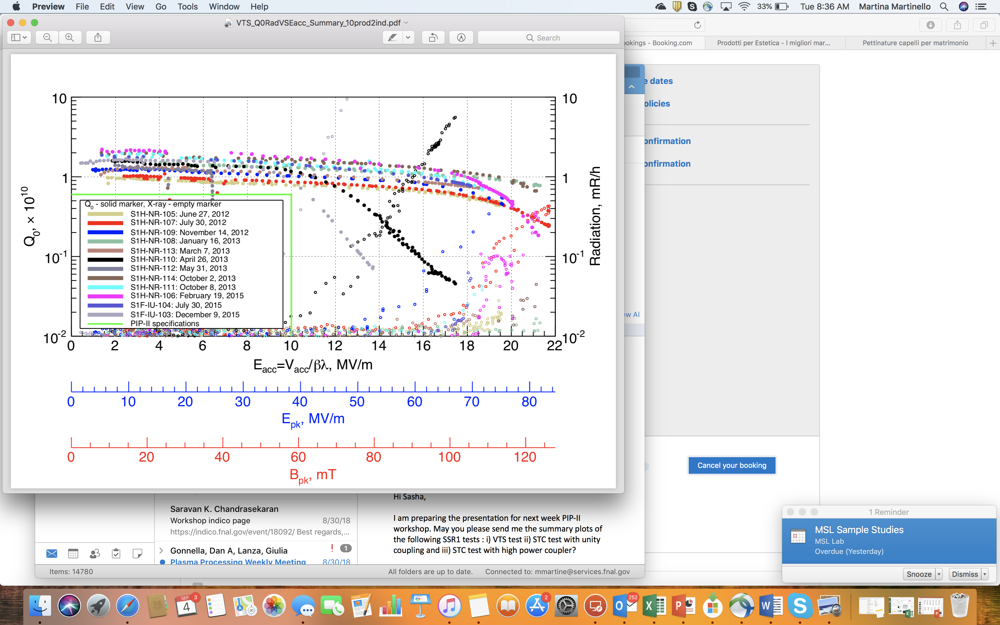 Preview File Edit View Go Tools Window Help 33% Tue 8:36 AM Martina Martinello
VTS_Q0RadVSEacc_Summary_10prod2ind.pdf
Search
ookings - Booking.com Prodotti per Estetica - I migliori mar... Pettinature capelli per matrimonio
e dates
olicies
onfirmation
onfirmation
ew Al
Cancel your booking
10 1 10-1 10-2
Q0, × 10^10
10 1 10-1 10-2
Radiation, mR/h
Q0 - solid marker, X-ray - empty marker
S1H-NR-105: June 27, 2012
S1H-NR-107: July 30, 2012
S1H-NR-109: November 14, 2012
S1H-NR-108: January 16, 2013
S1H-NR-113: March 7, 2013
S1H-NR-110: April 26, 2013
S1H-NR-112: May 31, 2013
S1H-NR-114: October 2, 2013
S1H-NR-111: October 8, 2013
S1H-NR-106: February 19, 2015
S1F-IU-104: July 30, 2015
S1F-IU-103: December 9, 2015
PIP-II specifications
0 2 4 6 8 10 12 14 16 18 20 22
Eacc=Vacc/βλ, MV/m
0 10 20 30 40 50 60 70 80
Epk, MV/m
0 20 40 60 80 100 120
Bpk, mT
Saravan K. Chandrasekaran
Workshop indico page 8/30/18
https://indico.fnal.gov/event/18092/ Best regards,...
Gonnella, Dan A, Lanza, Giulia ! 1
Plasma Processing Weekly Meeting 8/30/18
Hi Sasha,
I am preparing the presentation for next week PIP-II
workshop. May you please send me the summary plots of
the following SSR1 tests : i) VTS test ii) STC test with unity
coupling and iii) STC test with high power coupler?
Items: 14780 All folders are up to date. Connected to: mmartine@services.fnal.gov
1 Reminder
MSL Sample Studies
MSL Lab
Overdue (Yesterday)
Snooze Dismiss
SEP 4 3
3D
PAGES
2
252